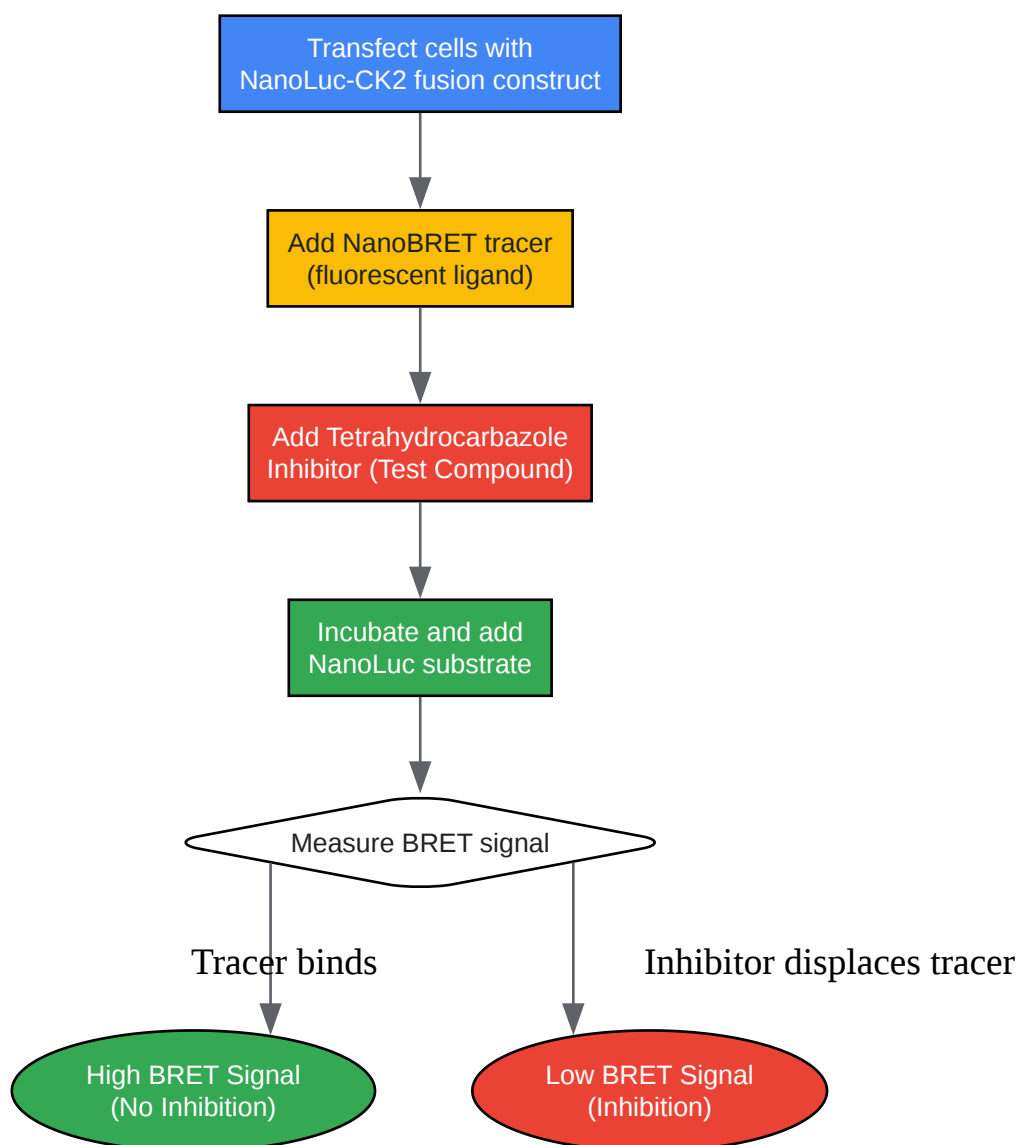 Transfect cells with
NanoLuc-CK2 fusion construct
Add NanoBRET tracer
(fluorescent ligand)
Add Tetrahydrocarbazole
Inhibitor (Test Compound)
Incubate and add
NanoLuc substrate
Measure BRET signal
Tracer binds
Inhibitor displaces tracer
High BRET Signal
(No Inhibition)
Low BRET Signal
(Inhibition)